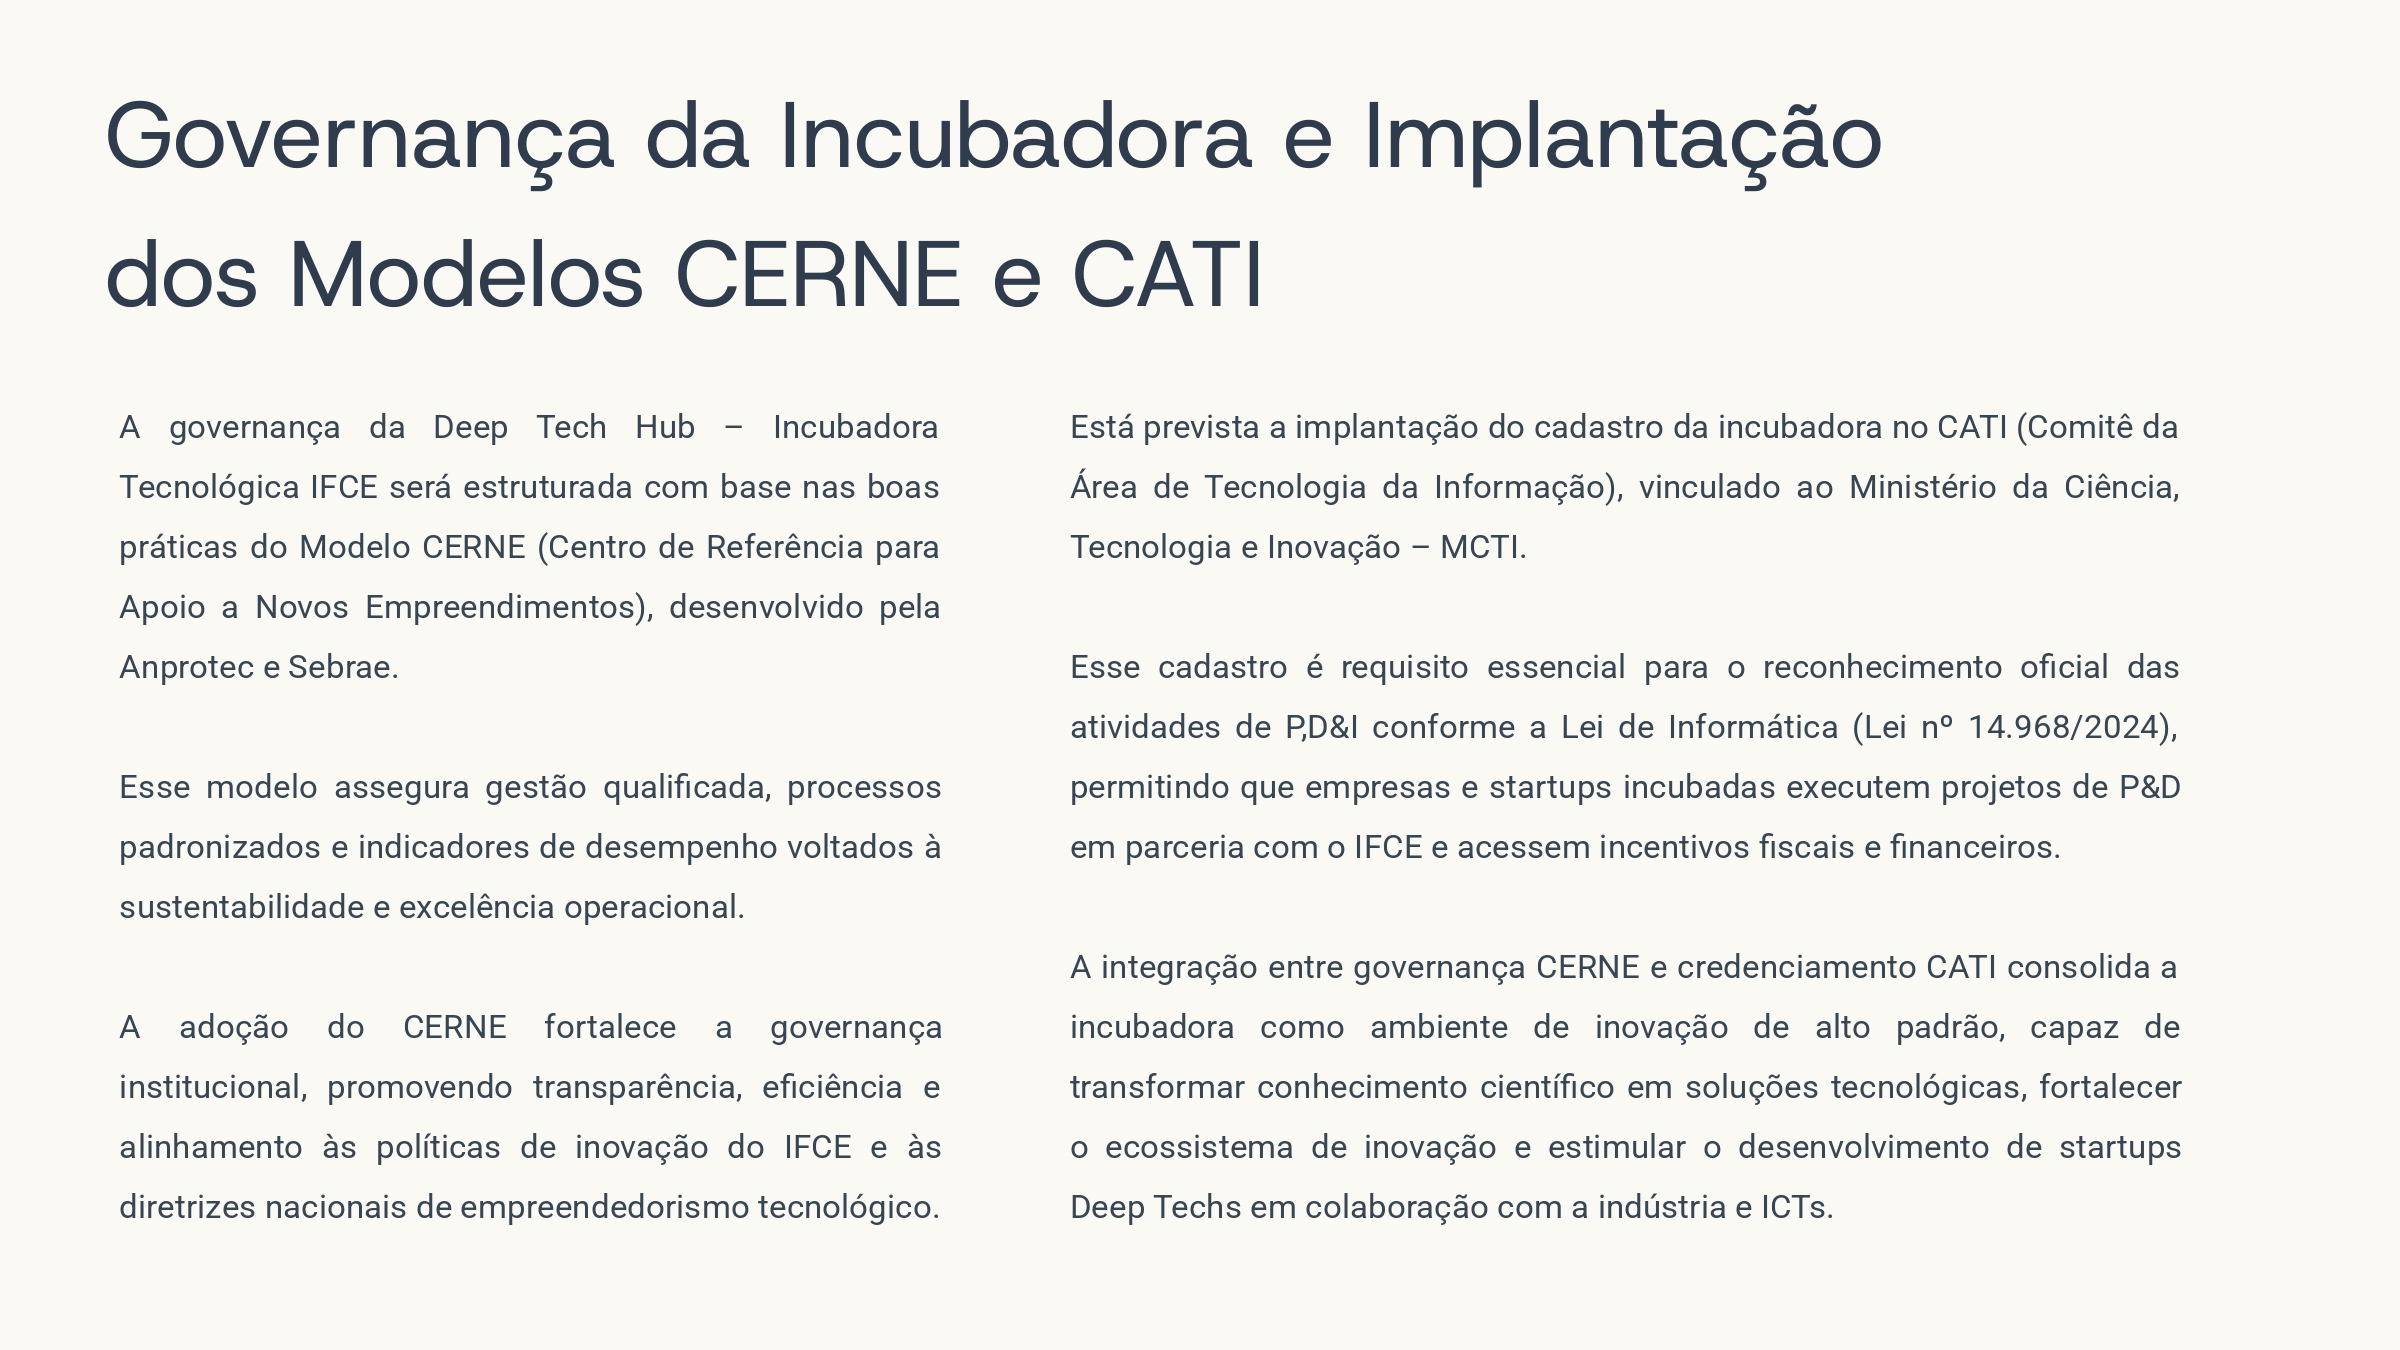 Governança da Incubadora e Implantação
dos Modelos CERNE e CATI
A governança da Deep Tech Hub – Incubadora
Tecnológica IFCE será estruturada com base nas boas
práticas do Modelo CERNE (Centro de Referência para
Apoio a Novos Empreendimentos), desenvolvido pela
Anprotec e Sebrae.
Esse modelo assegura gestão qualificada, processos
padronizados e indicadores de desempenho voltados à
sustentabilidade e excelência operacional.
A adoção do CERNE fortalece a governança
institucional, promovendo transparência, eficiência e
alinhamento às políticas de inovação do IFCE e às
diretrizes nacionais de empreendedorismo tecnológico.
Está prevista a implantação do cadastro da incubadora no CATI (Comitê da
Área de Tecnologia da Informação), vinculado ao Ministério da Ciência,
Tecnologia e Inovação – MCTI.
Esse cadastro é requisito essencial para o reconhecimento oficial das
atividades de P,D&I conforme a Lei de Informática (Lei nº 14.968/2024),
permitindo que empresas e startups incubadas executem projetos de P&D
em parceria com o IFCE e acessem incentivos fiscais e financeiros.
A integração entre governança CERNE e credenciamento CATI consolida a
incubadora como ambiente de inovação de alto padrão, capaz de
transformar conhecimento científico em soluções tecnológicas, fortalecer
o ecossistema de inovação e estimular o desenvolvimento de startups
Deep Techs em colaboração com a indústria e ICTs.